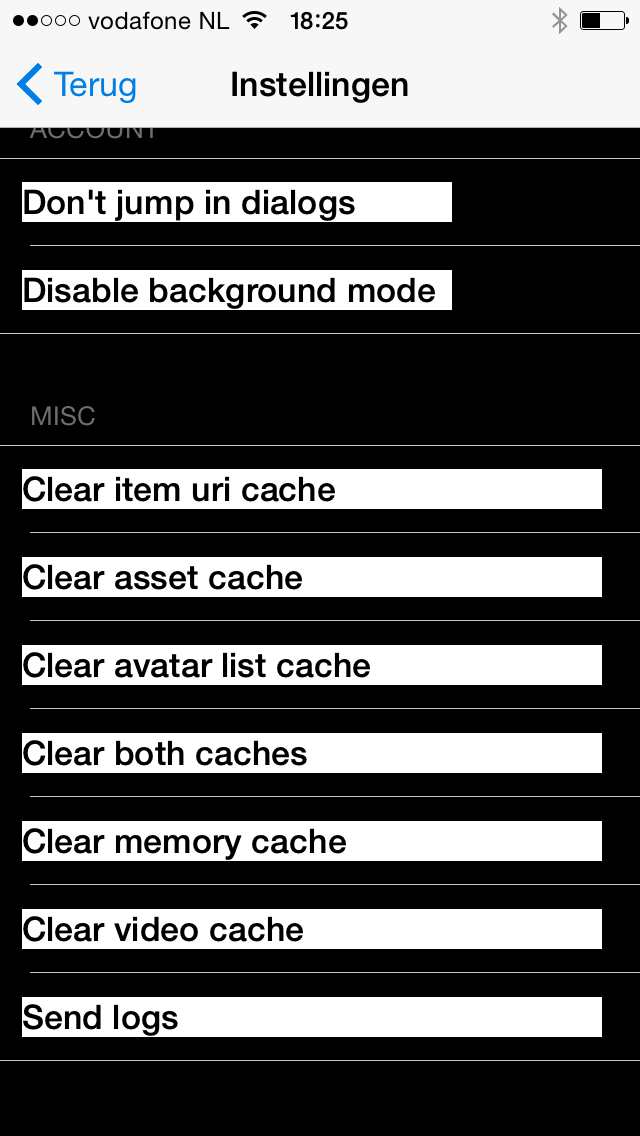 vodafone NL 18:25
Terug Instellingen
ACCOUNT
Don't jump in dialogs
Disable background mode
MISC
Clear item uri cache
Clear asset cache
Clear avatar list cache
Clear both caches
Clear memory cache
Clear video cache
Send logs